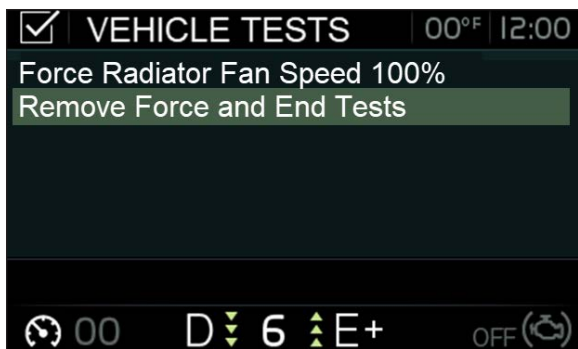 VEHICLE TESTS 00°F 12:00
Force Radiator Fan Speed 100%
Remove Force and End Tests
00 D 6 E+ OFF